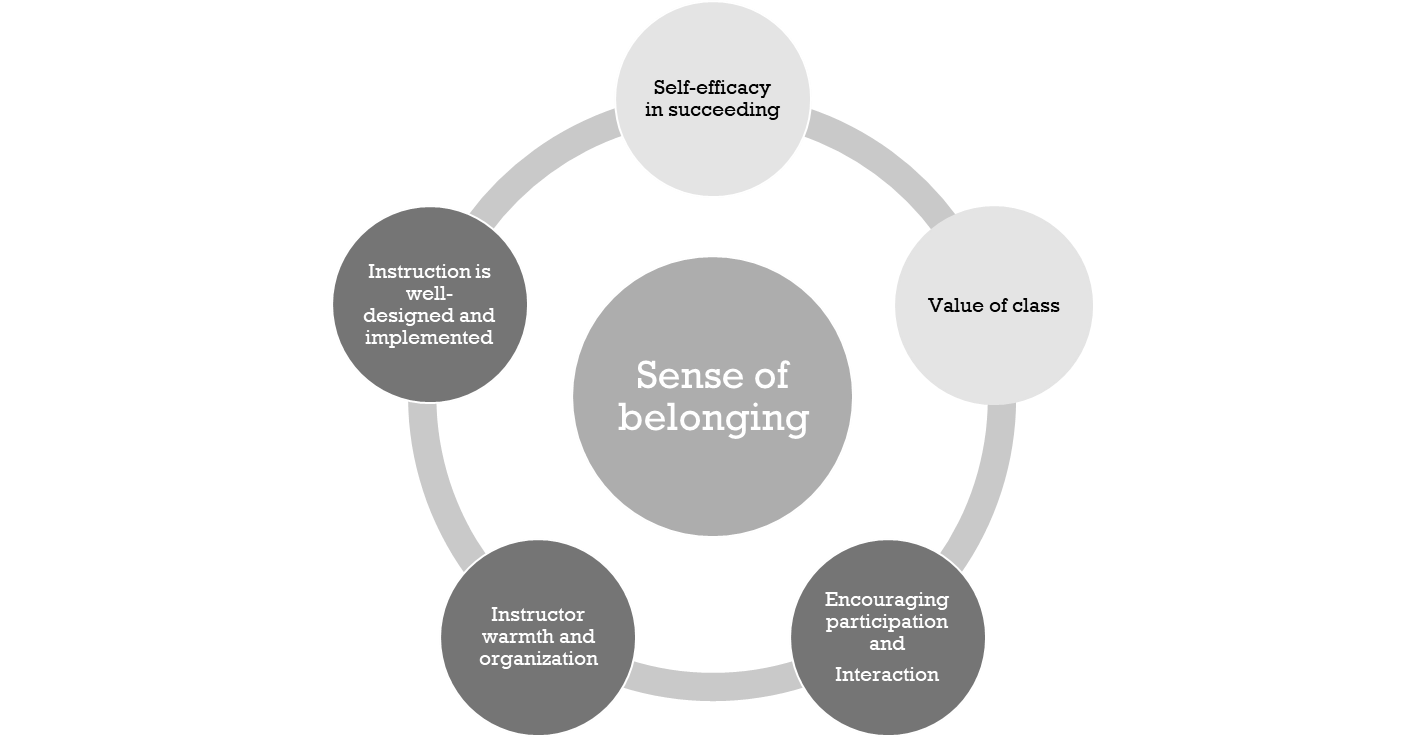 Self-efficacy
in succeeding
Instruction is
well-
designed and
implemented
Value of class
Sense of
belonging
Instructor
warmth and
organization
Encouraging
participation
and
Interaction